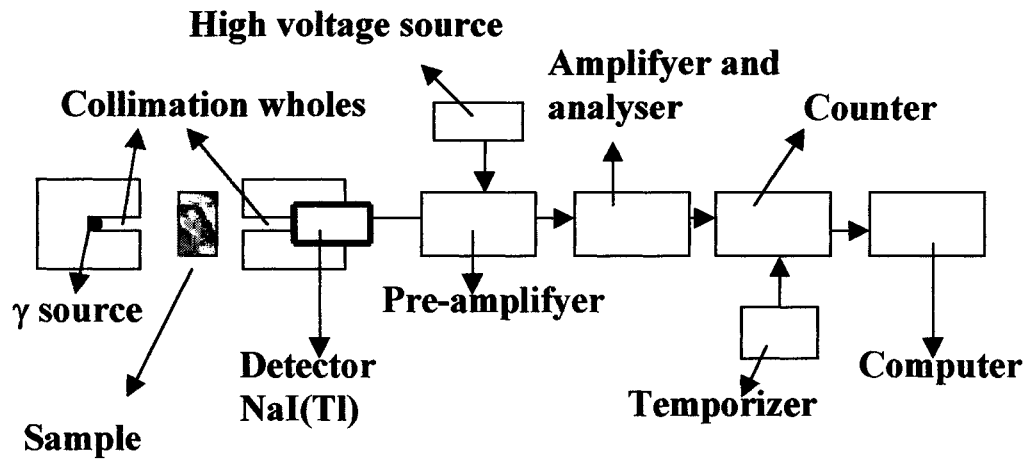 High voltage source
Amplifyer and
analyser
Collimation wholes
Counter
γ source
Pre-amplifyer
Detector
NaI(Tl)
Computer
Temporizer
Sample